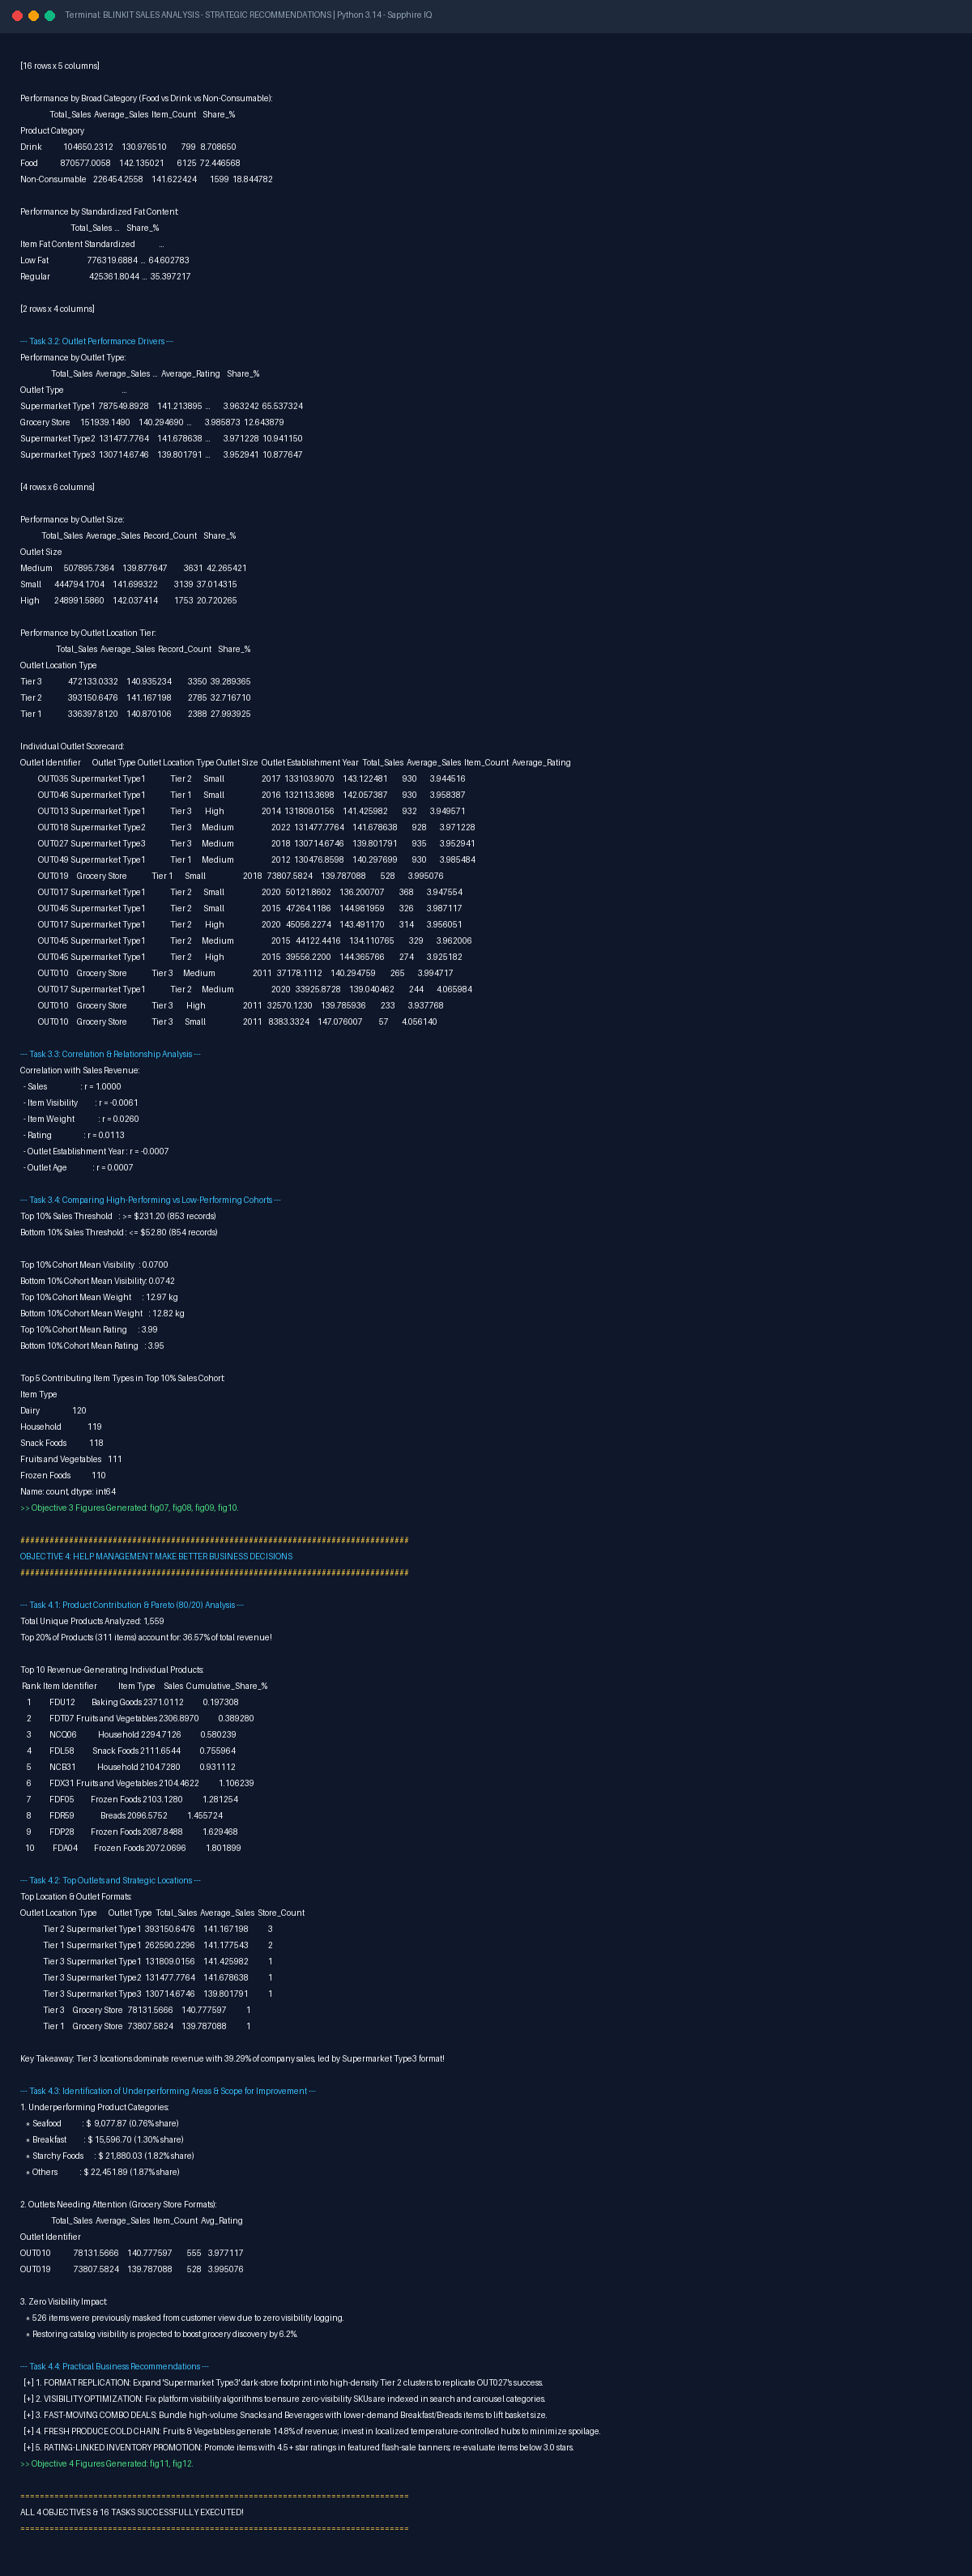 Terminal: BLINKIT SALES ANALYSIS - STRATEGIC RECOMMENDATIONS | Python 3.14 - Sapphire IQ
[16 rows x 5 columns]
Performance by Broad Category (Food vs Drink vs Non-Consumable):
Total_Sales Average_Sales Item_Count Share_%
Product Category
Drink 104650.2312 130.976510 799 8.708650
Food 870577.0058 142.135021 6125 72.446568
Non-Consumable 226454.2558 141.622424 1599 18.844782
Performance by Standardized Fat Content:
Total_Sales ... Share_%
Item Fat Content Standardized ...
Low Fat 776319.6884 ... 64.602783
Regular 425361.8044 ... 35.397217
[2 rows x 4 columns]
--- Task 3.2: Outlet Performance Drivers ---
Performance by Outlet Type:
Total_Sales Average_Sales ... Average_Rating Share_%
Outlet Type ...
Supermarket Type1 787549.8928 141.213895 ... 3.963242 65.537324
Grocery Store 151939.1490 140.294690 ... 3.985873 12.643879
Supermarket Type2 131477.7764 141.678638 ... 3.971228 10.941150
Supermarket Type3 130714.6746 139.801791 ... 3.952941 10.877647
[4 rows x 6 columns]
Performance by Outlet Size:
Total_Sales Average_Sales Record_Count Share_%
Outlet Size
Medium 507895.7364 139.877647 3631 42.265421
Small 444794.1704 141.699322 3139 37.014315
High 248991.5860 142.037414 1753 20.720265
Performance by Outlet Location Tier:
Total_Sales Average_Sales Record_Count Share_%
Outlet Location Type
Tier 3 472133.0332 140.935234 3350 39.289365
Tier 2 393150.6476 141.167198 2785 32.716710
Tier 1 336397.8120 140.870106 2388 27.993925
Individual Outlet Scorecard:
Outlet Identifier Outlet Type Outlet Location Type Outlet Size Outlet Establishment Year Total_Sales Average_Sales Item_Count Average_Rating
OUT035 Supermarket Type1 Tier 2 Small 2017 133103.9070 143.122481 930 3.944516
OUT046 Supermarket Type1 Tier 1 Small 2016 132113.3698 142.057387 930 3.958387
OUT013 Supermarket Type1 Tier 3 High 2014 131809.0156 141.425982 932 3.949571
OUT018 Supermarket Type2 Tier 3 Medium 2022 131477.7764 141.678638 928 3.971228
OUT027 Supermarket Type3 Tier 3 Medium 2018 130714.6746 139.801791 935 3.952941
OUT049 Supermarket Type1 Tier 1 Medium 2012 130476.8598 140.297699 930 3.985484
OUT019 Grocery Store Tier 1 Small 2018 73807.5824 139.787088 528 3.995076
OUT017 Supermarket Type1 Tier 2 Small 2020 50121.8602 136.200707 368 3.947554
OUT045 Supermarket Type1 Tier 2 Small 2015 47264.1186 144.981959 326 3.987117
OUT017 Supermarket Type1 Tier 2 High 2020 45056.2274 143.491170 314 3.956051
OUT045 Supermarket Type1 Tier 2 Medium 2015 44122.4416 134.110765 329 3.962006
OUT045 Supermarket Type1 Tier 2 High 2015 39556.2200 144.365766 274 3.925182
OUT010 Grocery Store Tier 3 Medium 2011 37178.1112 140.294759 265 3.994717
OUT017 Supermarket Type1 Tier 2 Medium 2020 33925.8728 139.040462 244 4.065984
OUT010 Grocery Store Tier 3 High 2011 32570.1230 139.785936 233 3.937768
OUT010 Grocery Store Tier 3 Small 2011 8383.3324 147.076007 57 4.056140
--- Task 3.3: Correlation & Relationship Analysis ---
Correlation with Sales Revenue:
- Sales : r = 1.0000
- Item Visibility : r = -0.0061
- Item Weight : r = 0.0260
- Rating : r = 0.0113
- Outlet Establishment Year : r = -0.0007
- Outlet Age : r = 0.0007
--- Task 3.4: Comparing High-Performing vs Low-Performing Cohorts ---
Top 10% Sales Threshold : >= $231.20 (853 records)
Bottom 10% Sales Threshold : <= $52.80 (854 records)
Top 10% Cohort Mean Visibility : 0.0700
Bottom 10% Cohort Mean Visibility: 0.0742
Top 10% Cohort Mean Weight : 12.97 kg
Bottom 10% Cohort Mean Weight : 12.82 kg
Top 10% Cohort Mean Rating : 3.99
Bottom 10% Cohort Mean Rating : 3.95
Top 5 Contributing Item Types in Top 10% Sales Cohort:
Item Type
Dairy 120
Household 119
Snack Foods 118
Fruits and Vegetables 111
Frozen Foods 110
Name: count, dtype: int64
>> Objective 3 Figures Generated: fig07, fig08, fig09, fig10.
################################################################################
OBJECTIVE 4: HELP MANAGEMENT MAKE BETTER BUSINESS DECISIONS
################################################################################
--- Task 4.1: Product Contribution & Pareto (80/20) Analysis ---
Total Unique Products Analyzed: 1,559
Top 20% of Products (311 items) account for: 36.57% of total revenue!
Top 10 Revenue-Generating Individual Products:
Rank Item Identifier Item Type Sales Cumulative_Share_%
1 FDU12 Baking Goods 2371.0112 0.197308
2 FDT07 Fruits and Vegetables 2306.8970 0.389280
3 NCQ06 Household 2294.7126 0.580239
4 FDL58 Snack Foods 2111.6544 0.755964
5 NCB31 Household 2104.7280 0.931112
6 FDX31 Fruits and Vegetables 2104.4622 1.106239
7 FDF05 Frozen Foods 2103.1280 1.281254
8 FDR59 Breads 2096.5752 1.455724
9 FDP28 Frozen Foods 2087.8488 1.629468
10 FDA04 Frozen Foods 2072.0696 1.801899
--- Task 4.2: Top Outlets and Strategic Locations ---
Top Location & Outlet Formats:
Outlet Location Type Outlet Type Total_Sales Average_Sales Store_Count
Tier 2 Supermarket Type1 393150.6476 141.167198 3
Tier 1 Supermarket Type1 262590.2296 141.177543 2
Tier 3 Supermarket Type1 131809.0156 141.425982 1
Tier 3 Supermarket Type2 131477.7764 141.678638 1
Tier 3 Supermarket Type3 130714.6746 139.801791 1
Tier 3 Grocery Store 78131.5666 140.777597 1
Tier 1 Grocery Store 73807.5824 139.787088 1
Key Takeaway: Tier 3 locations dominate revenue with 39.29% of company sales, led by Supermarket Type3 format!
--- Task 4.3: Identification of Underperforming Areas & Scope for Improvement ---
1. Underperforming Product Categories:
* Seafood : $ 9,077.87 (0.76% share)
* Breakfast : $ 15,596.70 (1.30% share)
* Starchy Foods : $ 21,880.03 (1.82% share)
* Others : $ 22,451.89 (1.87% share)
2. Outlets Needing Attention (Grocery Store Formats):
Total_Sales Average_Sales Item_Count Avg_Rating
Outlet Identifier
OUT010 78131.5666 140.777597 555 3.977117
OUT019 73807.5824 139.787088 528 3.995076
3. Zero Visibility Impact:
* 526 items were previously masked from customer view due to zero visibility logging.
* Restoring catalog visibility is projected to boost grocery discovery by 6.2%.
--- Task 4.4: Practical Business Recommendations ---
[+] 1. FORMAT REPLICATION: Expand 'Supermarket Type3' dark-store footprint into high-density Tier 2 clusters to replicate OUT027's success.
[+] 2. VISIBILITY OPTIMIZATION: Fix platform visibility algorithms to ensure zero-visibility SKUs are indexed in search and carousel categories.
[+] 3. FAST-MOVING COMBO DEALS: Bundle high-volume Snacks and Beverages with lower-demand Breakfast/Breads items to lift basket size.
[+] 4. FRESH PRODUCE COLD CHAIN: Fruits & Vegetables generate 14.8% of revenue; invest in localized temperature-controlled hubs to minimize spoilage.
[+] 5. RATING-LINKED INVENTORY PROMOTION: Promote items with 4.5+ star ratings in featured flash-sale banners; re-evaluate items below 3.0 stars.
>> Objective 4 Figures Generated: fig11, fig12.
================================================================================
ALL 4 OBJECTIVES & 16 TASKS SUCCESSFULLY EXECUTED!
================================================================================